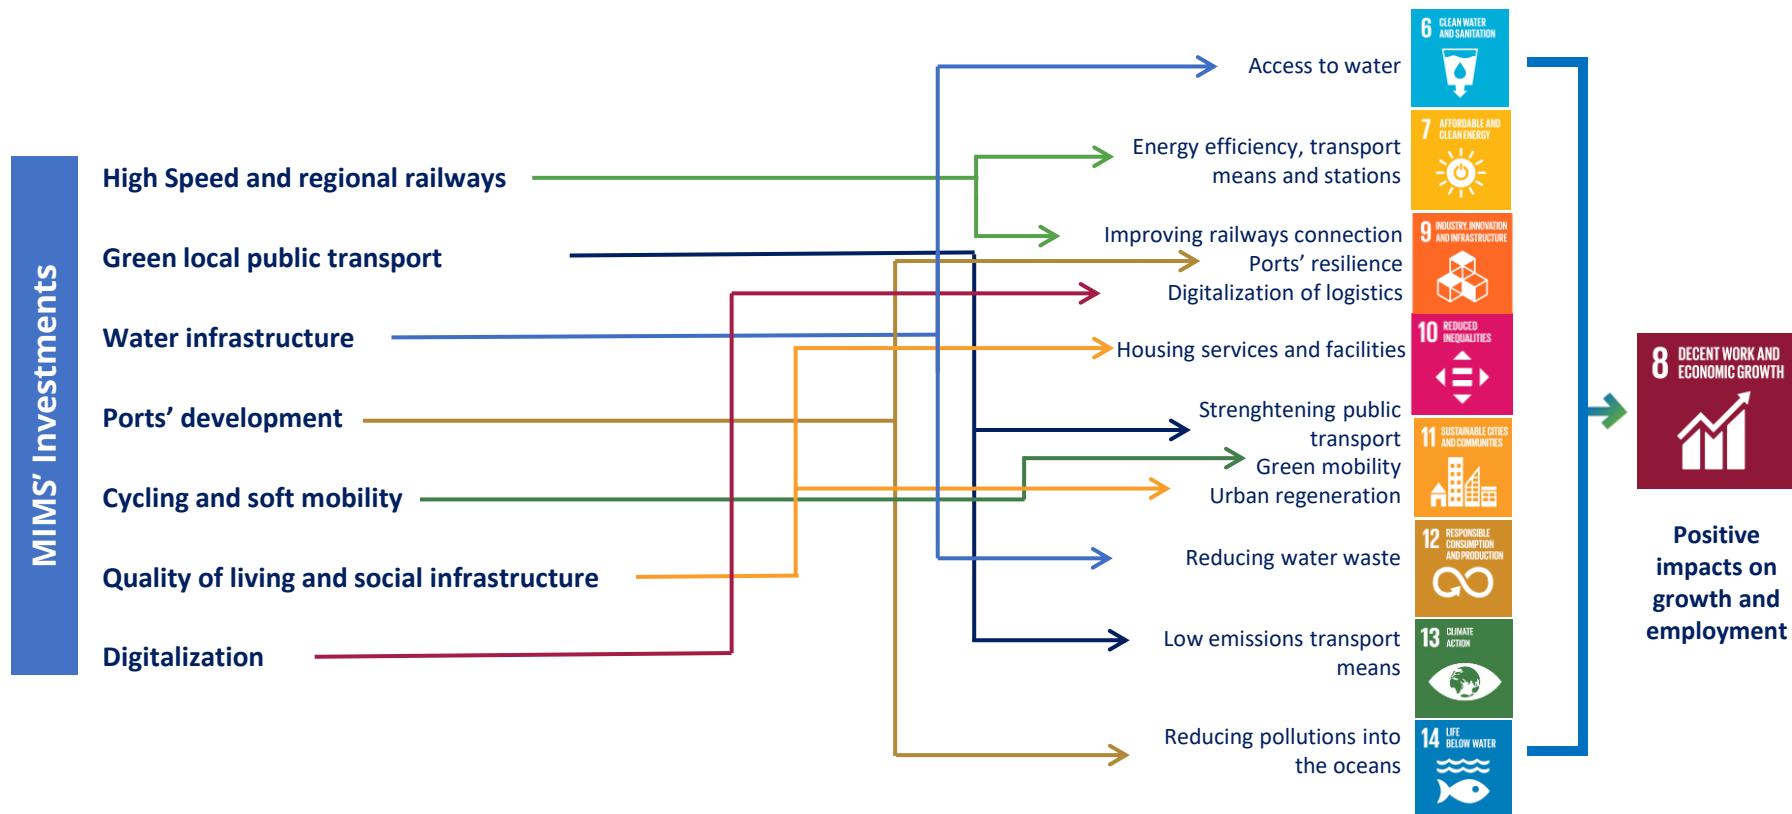 MIMS’ Investments
High Speed and regional railways
Green local public transport
Water infrastructure
Ports’ development
Cycling and soft mobility
Quality of living and social infrastructure
Digitalization
Access to water
Energy efficiency, transport
means and stations
Improving railways connection
Ports’ resilience
Digitalization of logistics
Housing services and facilities
Strenghtening public
transport
Green mobility
Urban regeneration
Reducing water waste
Low emissions transport
means
Reducing pollutions into
the oceans
6 CLEAN WATER
AND SANITATION
7 AFFORDABLE AND
CLEAN ENERGY
9 INDUSTRY, INNOVATION
AND INFRASTRUCTURE
10 REDUCED
INEQUALITIES
11 SUSTAINABLE CITIES
AND COMMUNITIES
12 RESPONSIBLE
CONSUMPTION
AND PRODUCTION
13 CLIMATE
ACTION
14 LIFE
BELOW WATER
8 DECENT WORK AND
ECONOMIC GROWTH
Positive
impacts on
growth and
employment